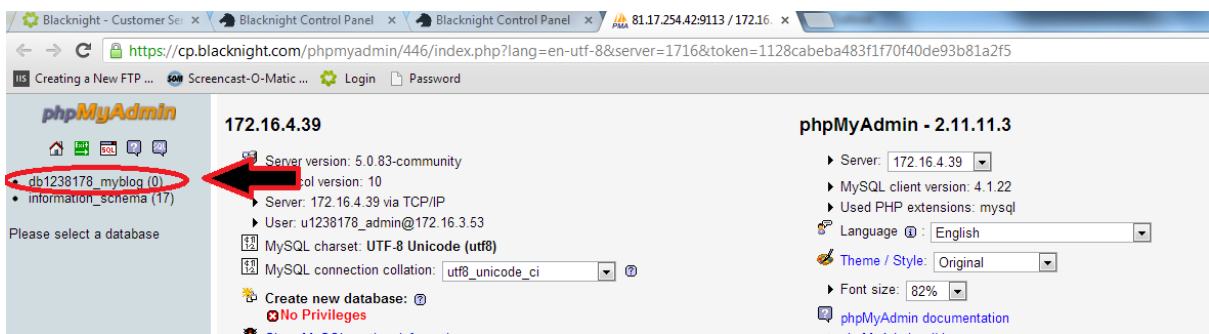 Blacknight - Customer Ser
Blacknight Control Panel
Blacknight Control Panel
81.17.254.42:9113 / 172.16.
https://cp.blacknight.com/phpmyadmin/446/index.php?lang=en-utf-8&server=1716&token=1128cabeba483f1f70f40de93b81a2f5
Creating a New FTP ...
Screencast-O-Matic ...
Login
Password
phpMyAdmin
db1238178_myblog (0)
information_schema (17)
Please select a database
172.16.4.39
Server version: 5.0.83-community
col version: 10
Server: 172.16.4.39 via TCP/IP
User: u1238178_admin@172.16.3.53
MySQL charset: UTF-8 Unicode (utf8)
MySQL connection collation: utf8_unicode_ci
Create new database:
No Privileges
phpMyAdmin - 2.11.11.3
Server: 172.16.4.39
MySQL client version: 4.1.22
Used PHP extensions: mysql
Language : English
Theme / Style: Original
Font size: 82%
phpMyAdmin documentation